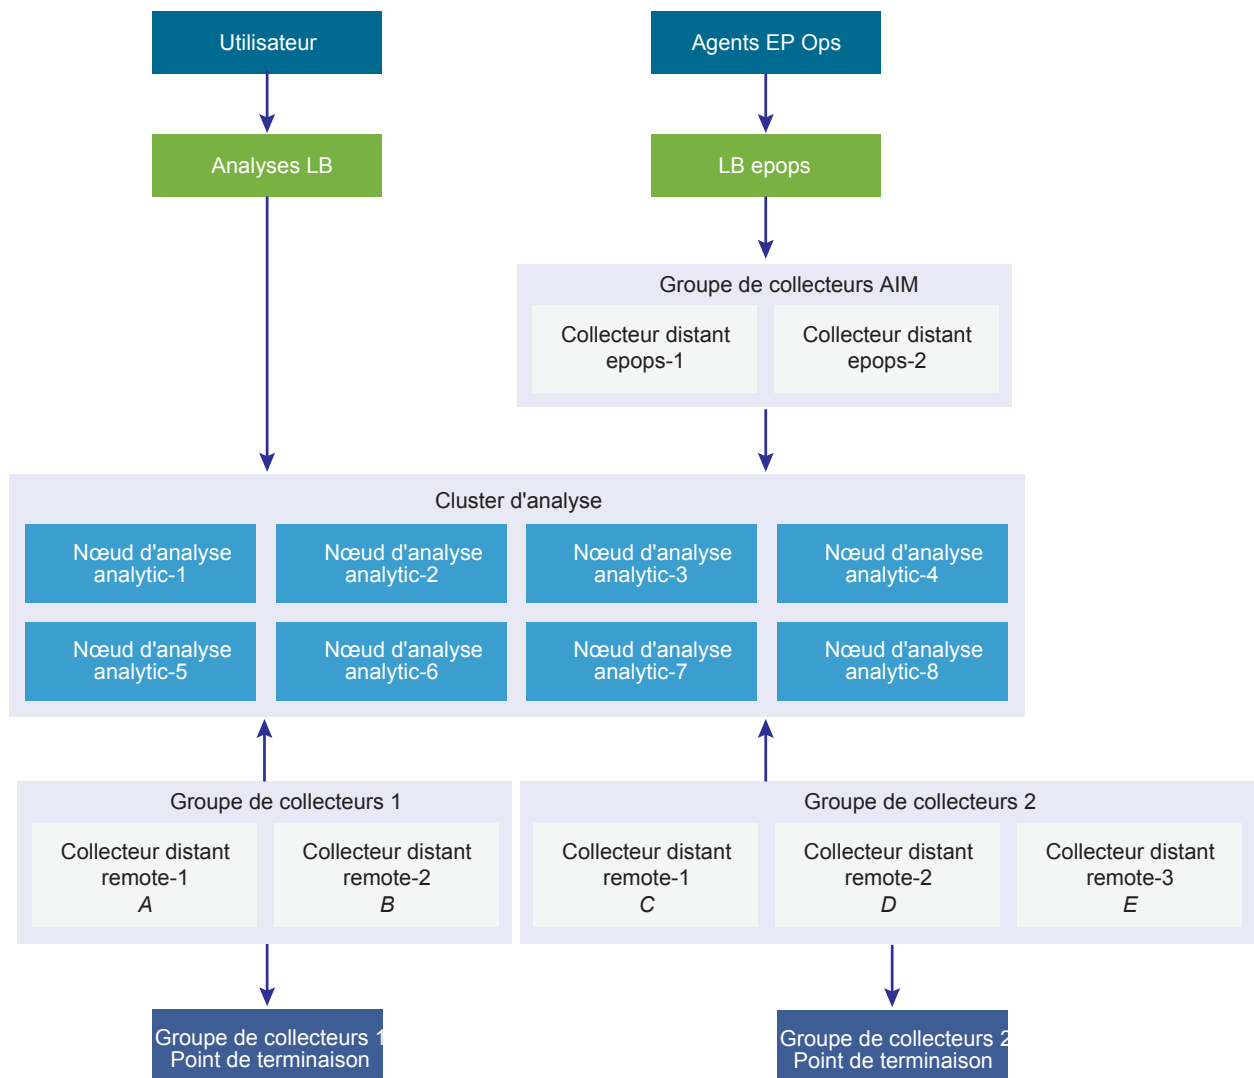 Utilisateur
Agents EP Ops
Analyses LB
LB epops
Groupe de collecteurs AIM
Collecteur distant
epops-1
Collecteur distant
epops-2
Cluster d'analyse
Nœud d'analyse
analytic-1
Nœud d'analyse
analytic-2
Nœud d'analyse
analytic-3
Nœud d'analyse
analytic-4
Nœud d'analyse
analytic-5
Nœud d'analyse
analytic-6
Nœud d'analyse
analytic-7
Nœud d'analyse
analytic-8
Groupe de collecteurs 1
Collecteur distant
remote-1
A
Collecteur distant
remote-2
B
Groupe de collecteurs 2
Collecteur distant
remote-1
C
Collecteur distant
remote-2
D
Collecteur distant
remote-3
E
Groupe de collecteurs 1
Point de terminaison
Groupe de collecteurs 2
Point de terminaison